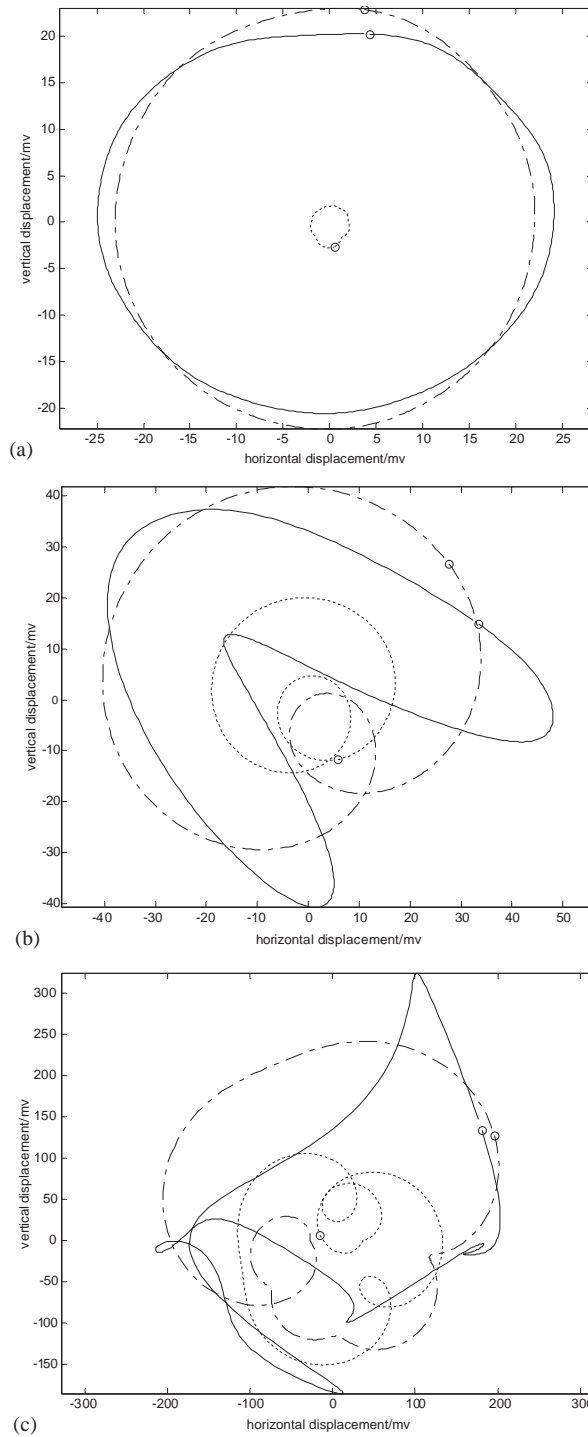 20
15
10
5
0
-5
-10
-15
-20
vertical displacement/mv
-25 -20 -15 -10 -5 0 5 10 15 20 25
horizontal displacement/mv
(a)
40
30
20
10
0
-10
-20
-30
-40
vertical displacement/mv
-40 -30 -20 -10 0 10 20 30 40 50
horizontal displacement/mv
(b)
300
250
200
150
100
50
0
-50
-100
-150
vertical displacement/mv
-300 -200 -100 0 100 200 300
horizontal displacement/mv
(c)